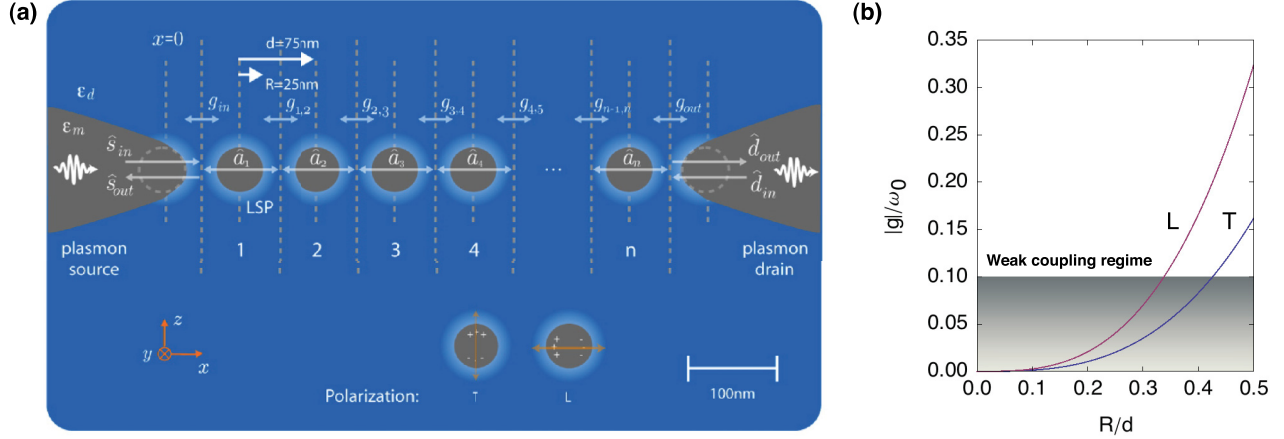 (a)
x=0
d=75nm
R=25nm
ε_d
ε_m
g_in
g_1,2
g_2,3
g_3,4
g_4,5
g_n-1,n
g_out
ŝ_in
ŝ_out
â_1
â_2
â_3
â_4
...
â_n
d̂_out
d̂_in
LSP
plasmon
source
1
2
3
4
n
plasmon
drain
z
y
x
+ + +
- -
+
+
+
-
-
-
Polarization:
T
L
100nm
(b)
|g|/ω0
0.35
0.30
0.25
0.20
0.15
0.10
0.05
0.00
L
T
Weak coupling regime
0.0
0.1
0.2
0.3
0.4
0.5
R/d